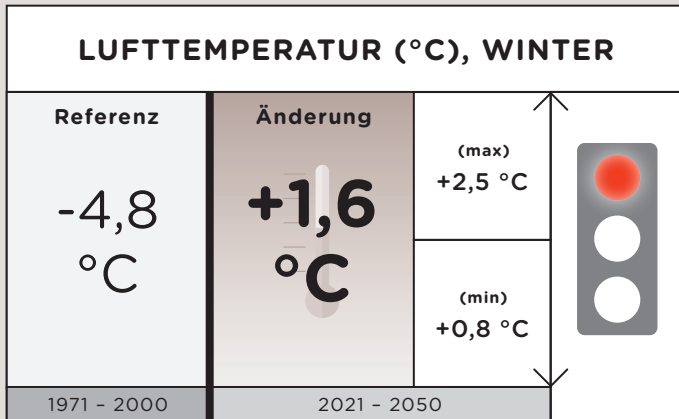 LUFTTEMPERATUR (°C), WINTER
Referenz
-4,8
°C
1971 – 2000
Änderung
+1,6
°C
(max)
+2,5 °C
(min)
+0,8 °C
2021 – 2050